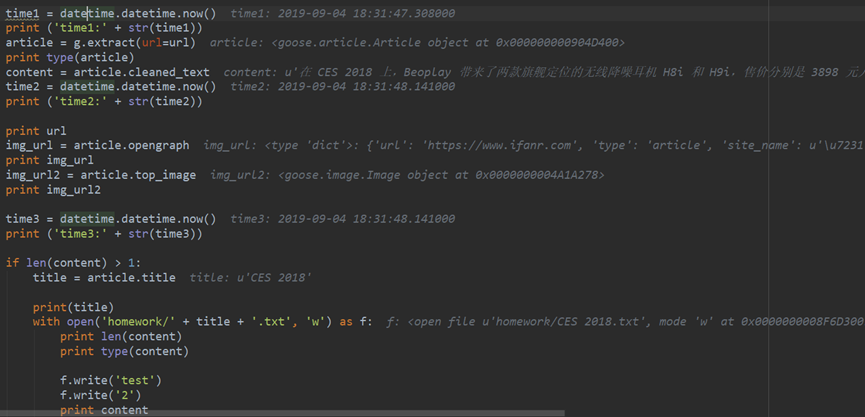 time1 = datetime.datetime.now()  time1: 2019-09-04 18:31:47.308000
print ('time1:' + str(time1))
article = g.extract(url=url)  article: <goose.article.Article object at 0x000000000904D400>
print type(article)
content = article.cleaned_text  content: u'在 CES 2018 上，Beoplay 带来了两款旗舰定位的无线降噪耳机 H8i 和 H9i，售价分别是 3898 元
time2 = datetime.datetime.now()  time2: 2019-09-04 18:31:48.141000
print ('time2:' + str(time2))
print url
img_url = article.opengraph  img_url: <type 'dict'>: {'url': 'https://www.ifanr.com', 'type': 'article', 'site_name': u'\u7231
print img_url
img_url2 = article.top_image  img_url2: <goose.image.Image object at 0x0000000004A1A278>
print img_url2
time3 = datetime.datetime.now()  time3: 2019-09-04 18:31:48.141000
print ('time3:' + str(time3))
if len(content) > 1:
title = article.title  title: u'CES 2018'
print(title)
with open('homework/' + title + '.txt', 'w') as f:  f: <open file u'homework/CES 2018.txt', mode 'w' at 0x0000000008F6D300
print len(content)
print type(content)
f.write('test')
f.write('2')
print content